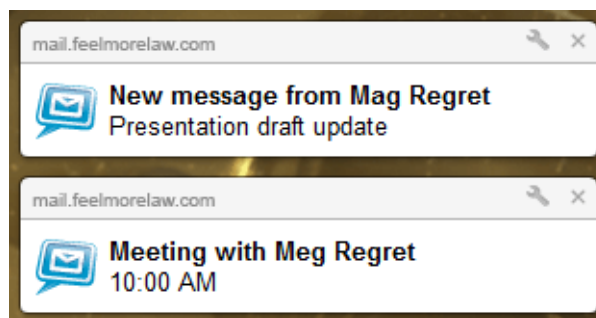 mail.feelmorelaw.com
New message from Mag Regret
Presentation draft update
mail.feelmorelaw.com
Meeting with Meg Regret
10:00 AM